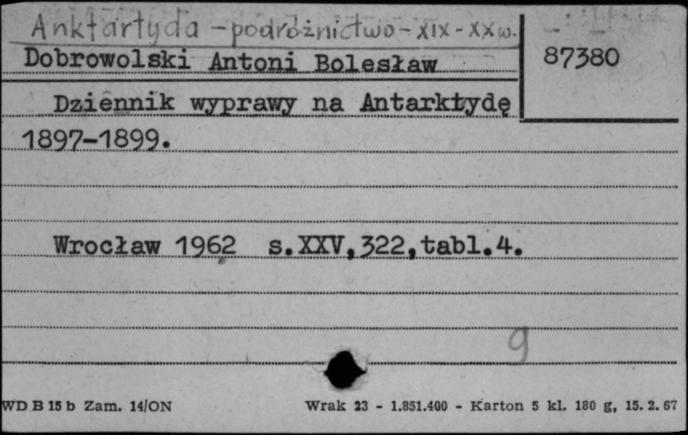 Anktartyda - podróżnictwo - XIX - XX w.
Dobrowolski Antoni Bolesław
87380
Dziennik wyprawy na Antarktydę
1897-1899.
Wrocław 1962 s.XXV,322,tabl.4.
9
WD B 15 b Zam. 14/ON
Wrak 23 - 1.851.400 - Karton 5 kl. 180 g, 15. 2. 67